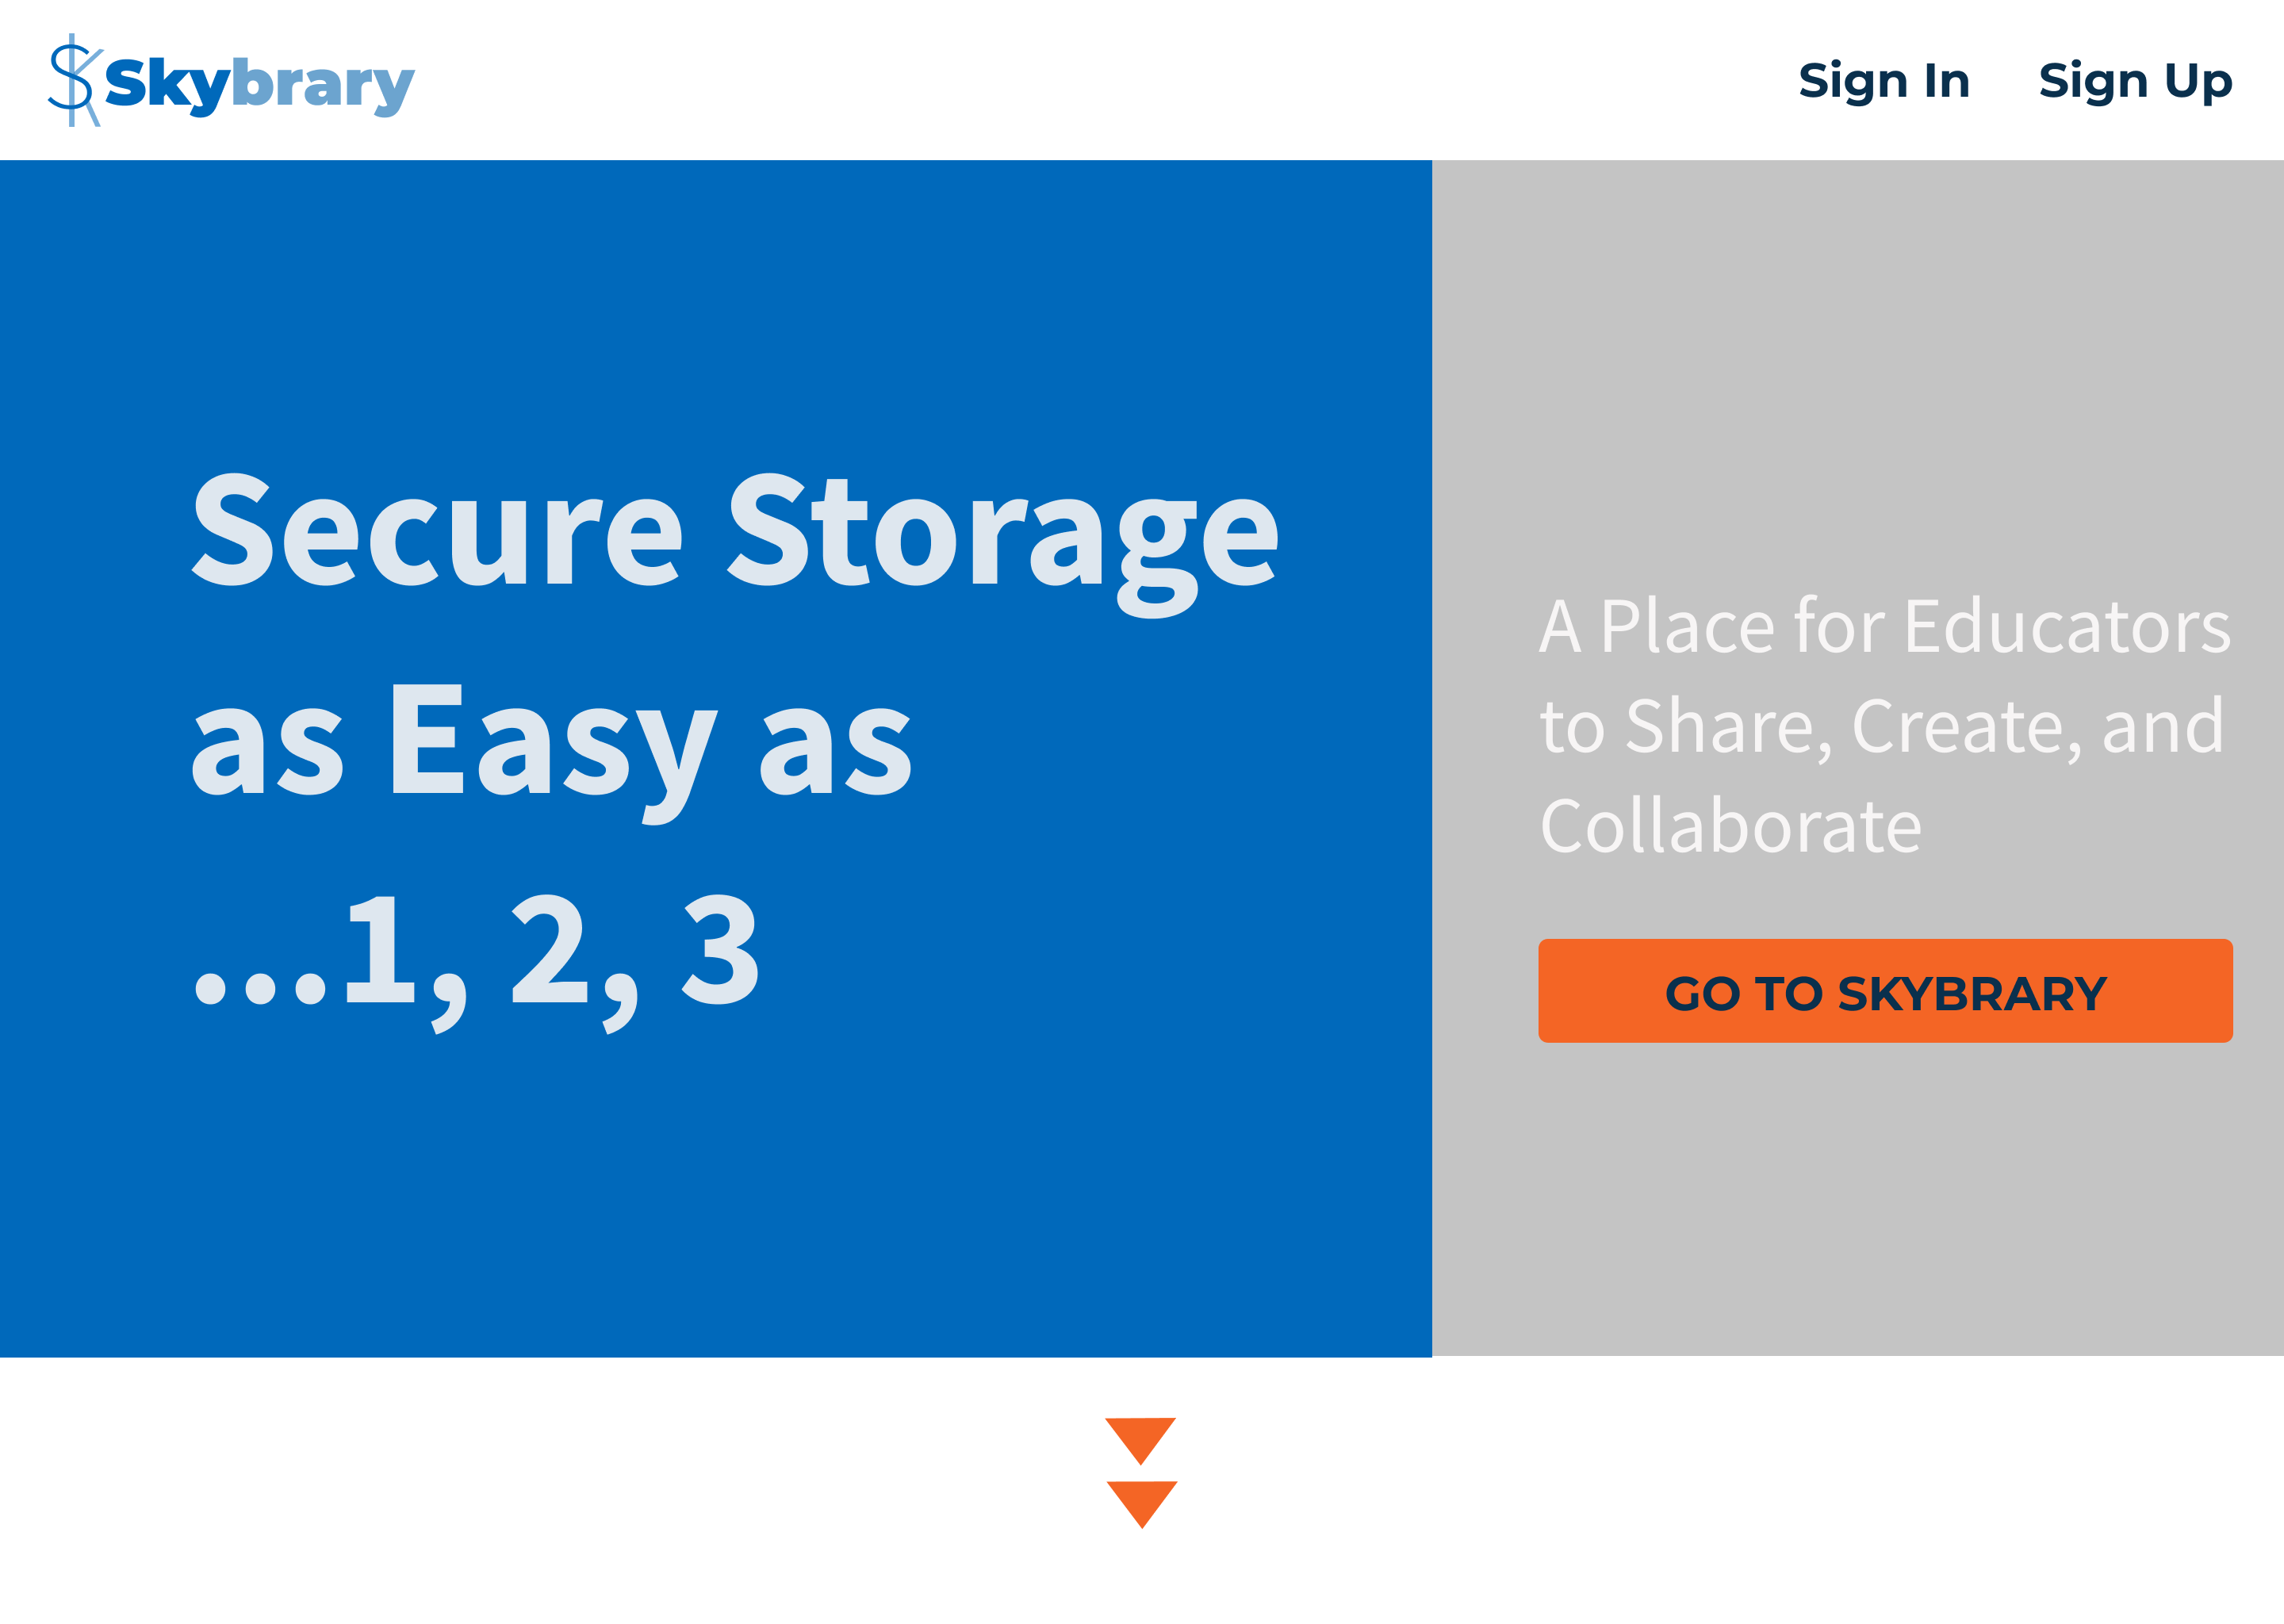 Skybrary
Sign In
Sign Up
Secure Storage
as Easy as
...1, 2, 3
A Place for Educators
to Share, Create, and
Collaborate
GO TO SKYBRARY